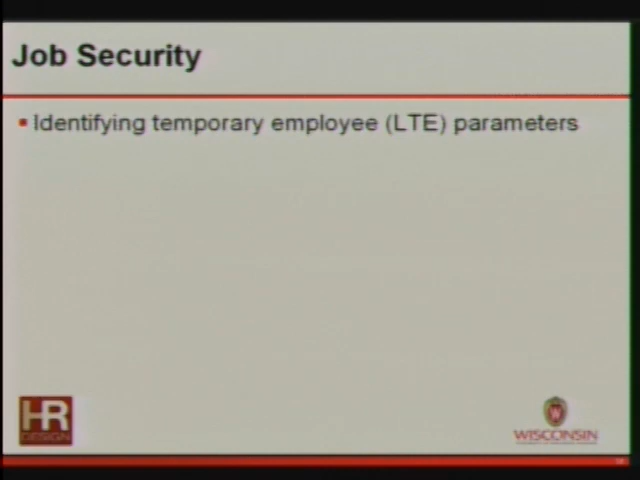 Job Security
▪ Identifying temporary employee (LTE) parameters
HR
DESIGN
W
WISCONSIN